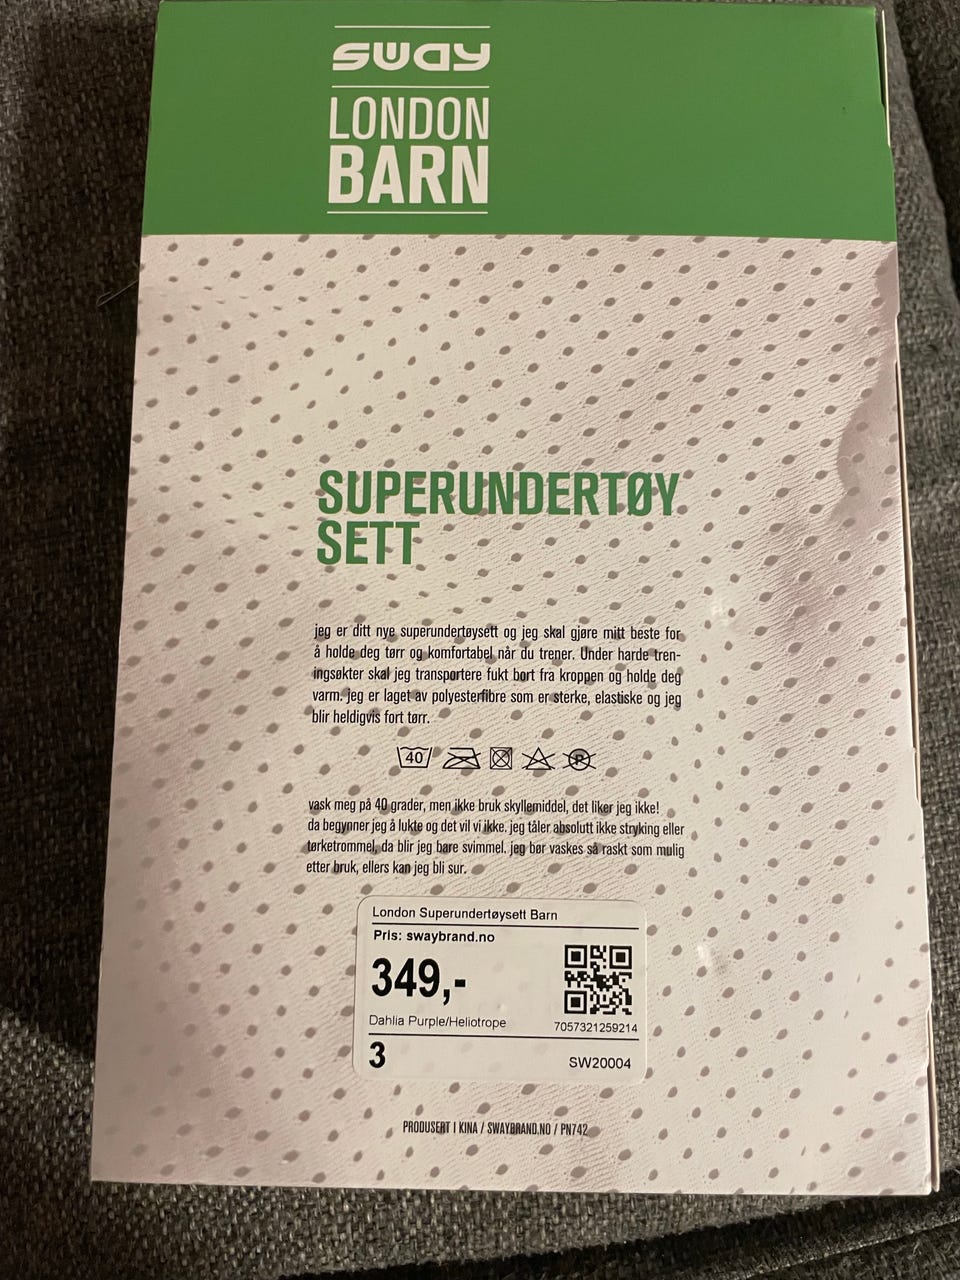 sway
LONDON
BARN
SUPERUNDERTØY
SETT
jeg er ditt nye superundertøysett og jeg skal gjøre mitt beste for
å holde deg tørr og komfortabel når du trener. Under harde tren-
ingsøkter skal jeg transportere fukt bort fra kroppen og holde deg
varm. jeg er laget av polyesterfibre som er sterke, elastiske og jeg
blir heldigvis fort tørr.
40 P
vask meg på 40 grader, men ikke bruk skyllemiddel, det liker jeg ikke!
da begynner jeg å lukte og det vil vi ikke. jeg tåler absolutt ikke stryking eller
tørketrommel, da blir jeg bare svimmel. jeg bør vaskes så raskt som mulig
etter bruk, ellers kan jeg bli sur.
London Superundertøysett Barn
Pris: swaybrand.no
349,-
Dahlia Purple/Heliotrope 7057321259214
3 SW20004
PRODUSERT I KINA / SWAYBRAND.NO / PN742